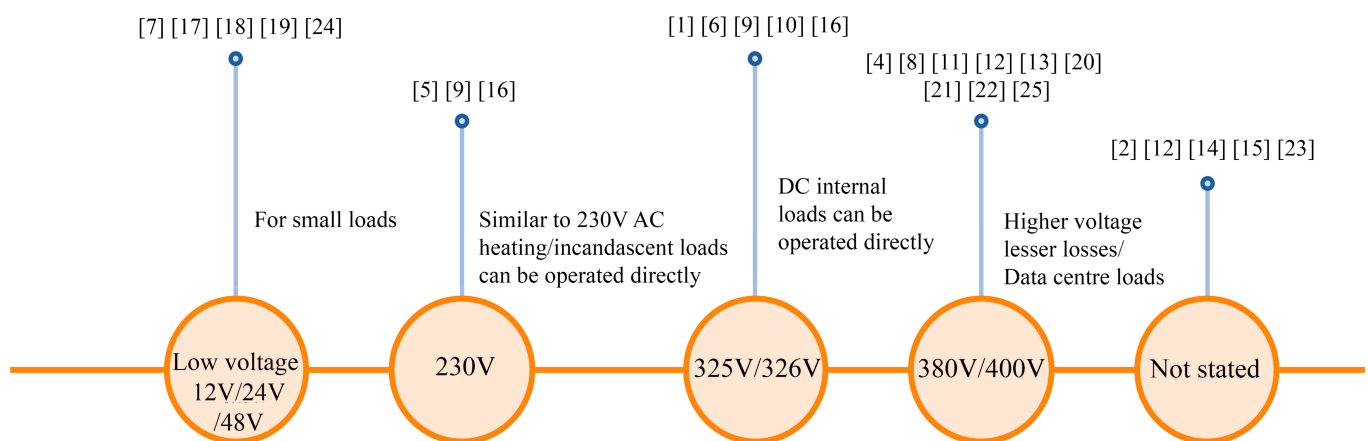 [7] [17] [18] [19] [24]
[5] [9] [16]
[1] [6] [9] [10] [16]
[4] [8] [11] [12] [13] [20]
[21] [22] [25]
[2] [12] [14] [15] [23]
For small loads
Similar to 230V AC
heating/incandascent loads
can be operated directly
DC internal
loads can be
operated directly
Higher voltage
lesser losses/
Data centre loads
Low voltage
12V/24V
/48V
230V
325V/326V
380V/400V
Not stated